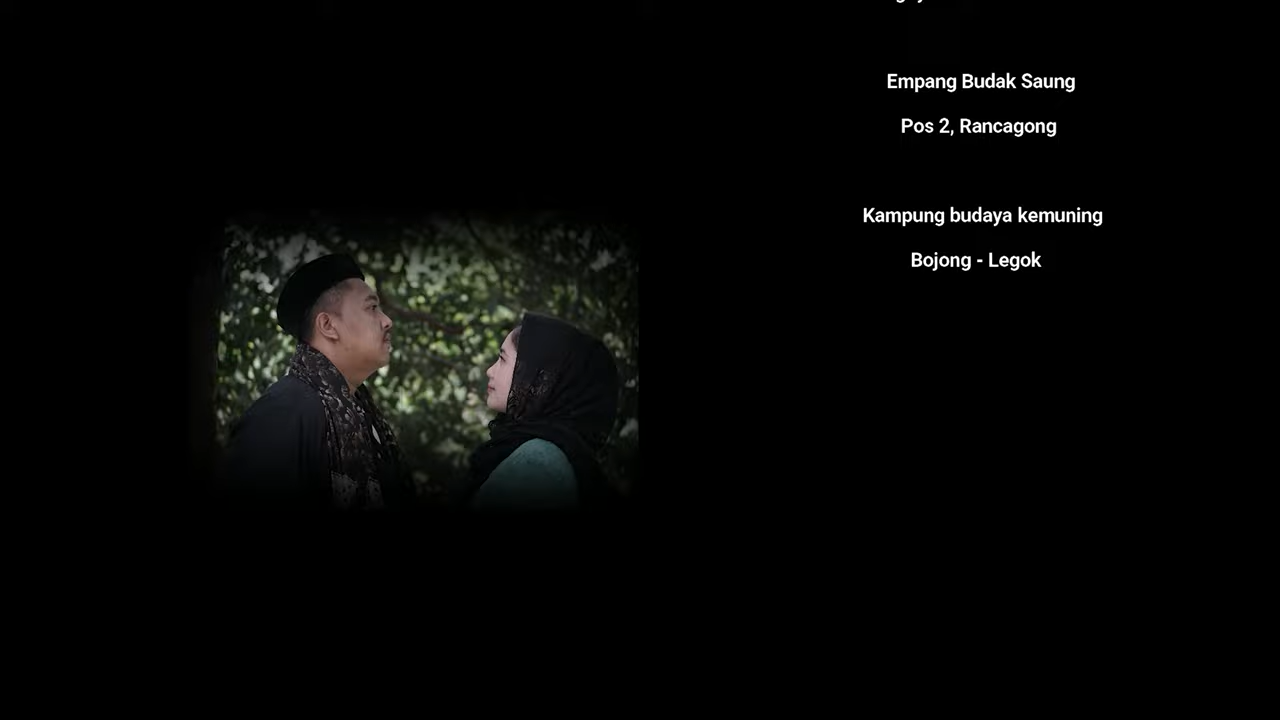 Empang Budak Saung
Pos 2, Rancagong
Kampung budaya kemuning
Bojong - Legok